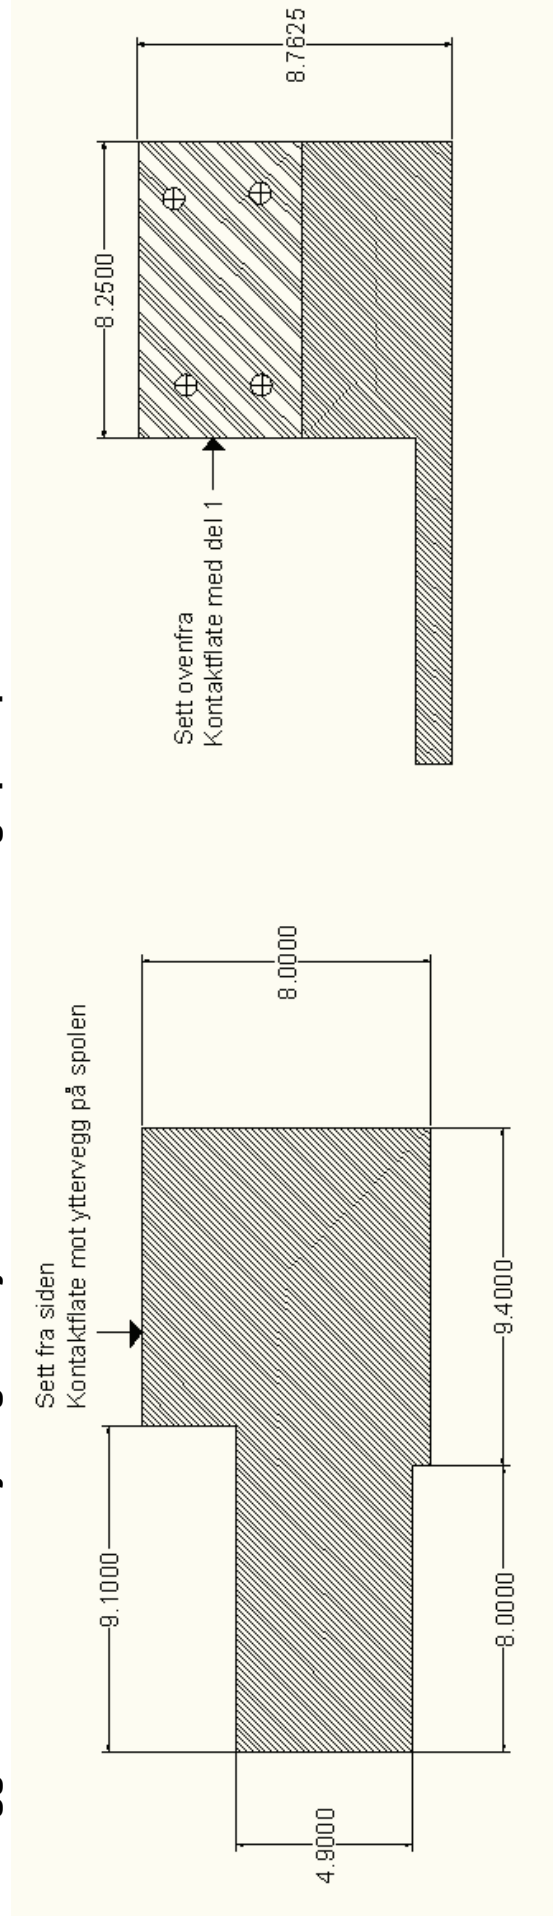 Sett fra siden
Kontaktflate mot yttervegg på spolen
9.1000
8.0000
4.9000
8.0000
9.4000
Sett ovenfra
Kontaktflate med del 1
8.2500
8.7625